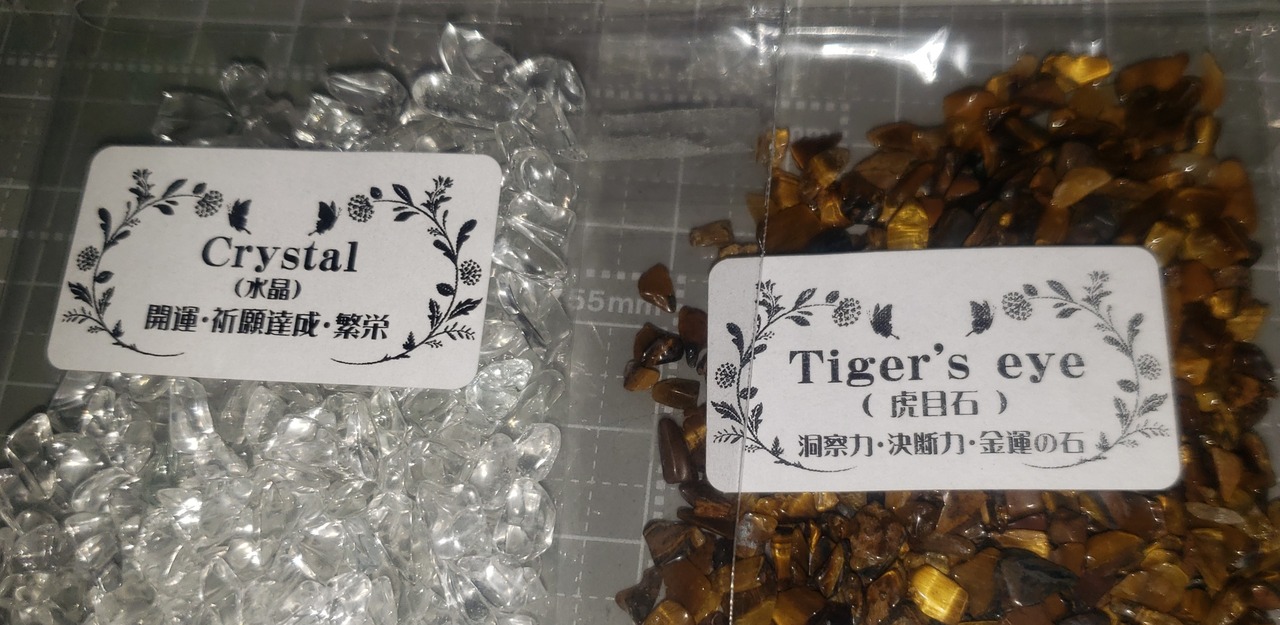 Crystal
(水晶)
開運・祈願達成・繁栄
55mm
Tiger's eye
( 虎目石 )
洞察力・決断力・金運の石